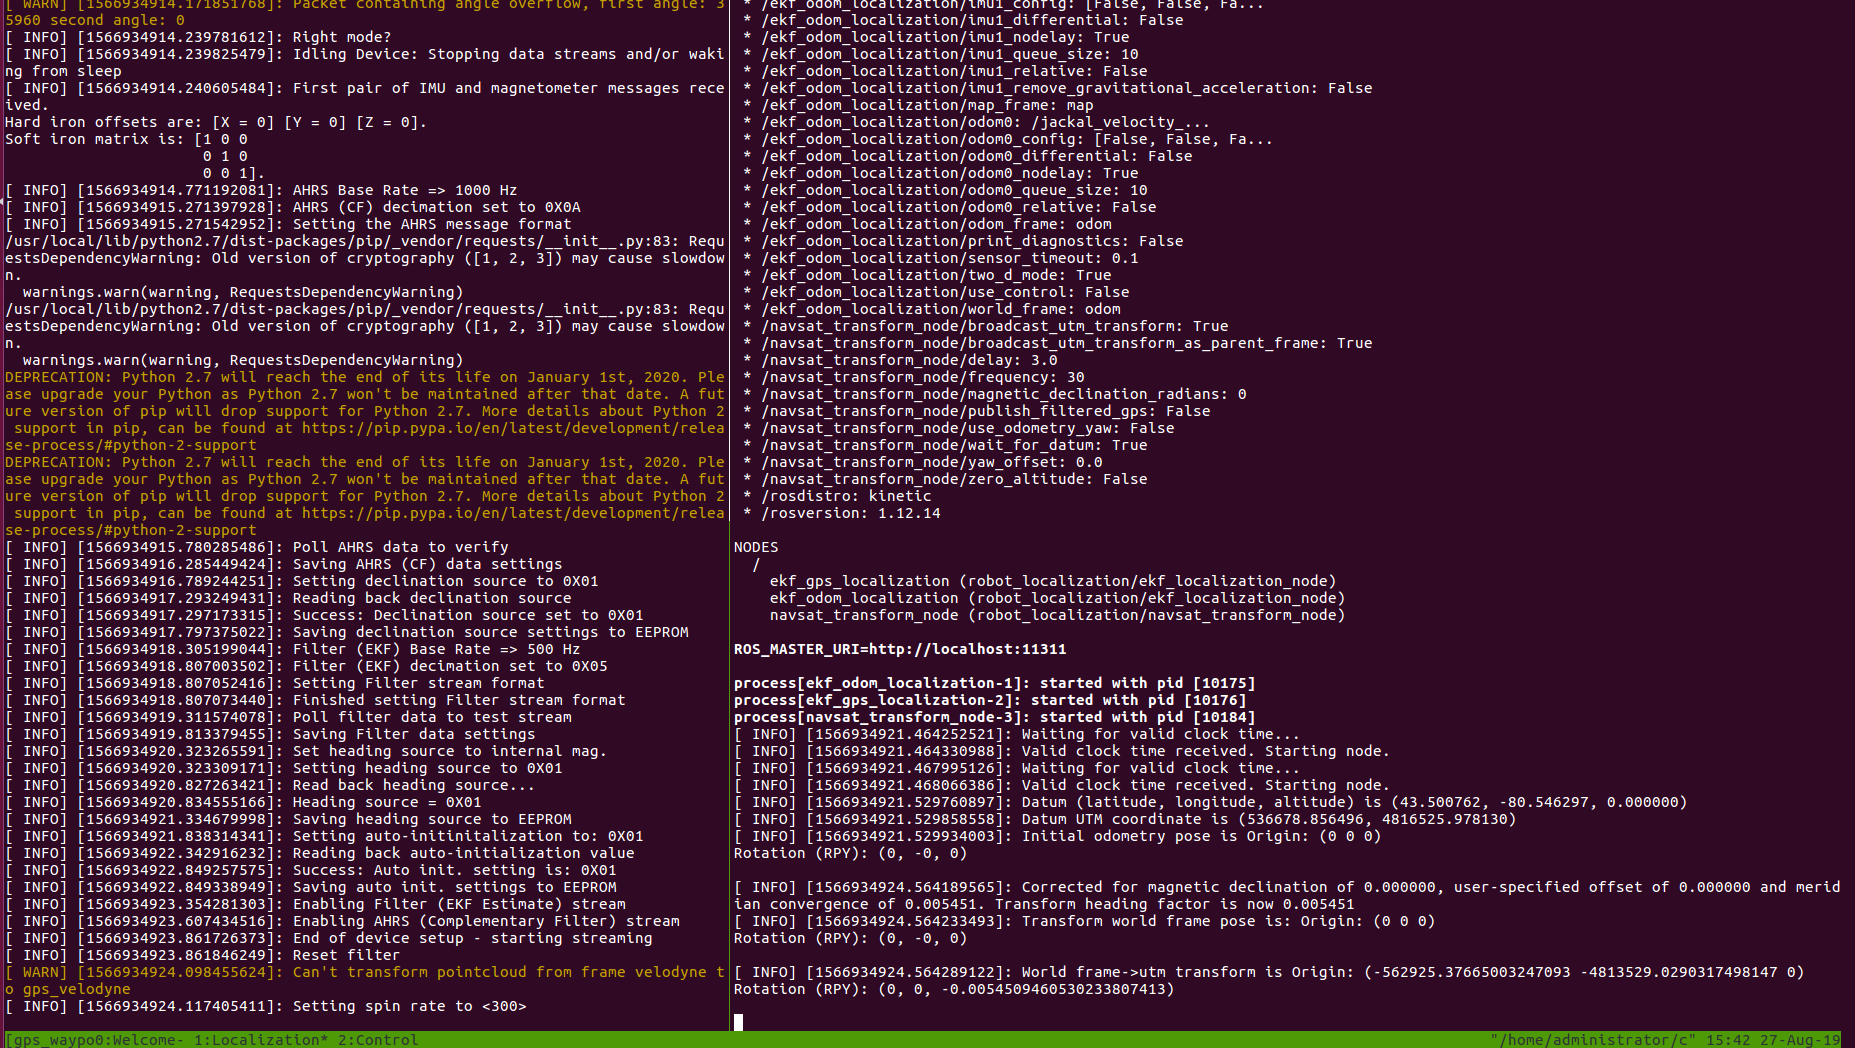 [ WARN] [1566934914.171851768]: Packet containing angle overflow, first angle: 3
5960 second angle: 0
[ INFO] [1566934914.239781612]: Right mode?
[ INFO] [1566934914.239825479]: Idling Device: Stopping data streams and/or waki
ng from sleep
[ INFO] [1566934914.240605484]: First pair of IMU and magnetometer messages rece
ived.
Hard iron offsets are: [X = 0] [Y = 0] [Z = 0].
Soft iron matrix is: [1 0 0
0 1 0
0 0 1].
[ INFO] [1566934914.771192081]: AHRS Base Rate => 1000 Hz
[ INFO] [1566934915.271397928]: AHRS (CF) decimation set to 0X0A
[ INFO] [1566934915.271542952]: Setting the AHRS message format
/usr/local/lib/python2.7/dist-packages/pip/_vendor/requests/__init__.py:83: Requ
estsDependencyWarning: Old version of cryptography ([1, 2, 3]) may cause slowdow
n.
warnings.warn(warning, RequestsDependencyWarning)
/usr/local/lib/python2.7/dist-packages/pip/_vendor/requests/__init__.py:83: Requ
estsDependencyWarning: Old version of cryptography ([1, 2, 3]) may cause slowdow
n.
warnings.warn(warning, RequestsDependencyWarning)
DEPRECATION: Python 2.7 will reach the end of its life on January 1st, 2020. Ple
ase upgrade your Python as Python 2.7 won't be maintained after that date. A fut
ure version of pip will drop support for Python 2.7. More details about Python 2
support in pip, can be found at https://pip.pypa.io/en/latest/development/relea
se-process/#python-2-support
DEPRECATION: Python 2.7 will reach the end of its life on January 1st, 2020. Ple
ase upgrade your Python as Python 2.7 won't be maintained after that date. A fut
ure version of pip will drop support for Python 2.7. More details about Python 2
support in pip, can be found at https://pip.pypa.io/en/latest/development/relea
se-process/#python-2-support
[ INFO] [1566934915.780285486]: Poll AHRS data to verify
[ INFO] [1566934916.285449424]: Saving AHRS (CF) data settings
[ INFO] [1566934916.789244251]: Setting declination source to 0X01
[ INFO] [1566934917.293249431]: Reading back declination source
[ INFO] [1566934917.297173315]: Success: Declination source set to 0X01
[ INFO] [1566934917.797375022]: Saving declination source settings to EEPROM
[ INFO] [1566934918.305199044]: Filter (EKF) Base Rate => 500 Hz
[ INFO] [1566934918.807003502]: Filter (EKF) decimation set to 0X05
[ INFO] [1566934918.807052416]: Setting Filter stream format
[ INFO] [1566934918.807073440]: Finished setting Filter stream format
[ INFO] [1566934919.311574078]: Poll filter data to test stream
[ INFO] [1566934919.813379455]: Saving Filter data settings
[ INFO] [1566934920.323265591]: Set heading source to internal mag.
[ INFO] [1566934920.323309171]: Setting heading source to 0X01
[ INFO] [1566934920.827263421]: Read back heading source...
[ INFO] [1566934920.834555166]: Heading source = 0X01
[ INFO] [1566934921.334679998]: Saving heading source to EEPROM
[ INFO] [1566934921.838314341]: Setting auto-initinitalization to: 0X01
[ INFO] [1566934922.342916232]: Reading back auto-initialization value
[ INFO] [1566934922.849257575]: Success: Auto init. setting is: 0X01
[ INFO] [1566934922.849338949]: Saving auto init. settings to EEPROM
[ INFO] [1566934923.354281303]: Enabling Filter (EKF Estimate) stream
[ INFO] [1566934923.607434516]: Enabling AHRS (Complementary Filter) stream
[ INFO] [1566934923.861726373]: End of device setup - starting streaming
[ INFO] [1566934923.861846249]: Reset filter
[ WARN] [1566934924.098455624]: Can't transform pointcloud from frame velodyne t
o gps_velodyne
[ INFO] [1566934924.117405411]: Setting spin rate to <300>
* /ekf_odom_localization/imu1_config: [False, False, Fa...
* /ekf_odom_localization/imu1_differential: False
* /ekf_odom_localization/imu1_nodelay: True
* /ekf_odom_localization/imu1_queue_size: 10
* /ekf_odom_localization/imu1_relative: False
* /ekf_odom_localization/imu1_remove_gravitational_acceleration: False
* /ekf_odom_localization/map_frame: map
* /ekf_odom_localization/odom0: /jackal_velocity_...
* /ekf_odom_localization/odom0_config: [False, False, Fa...
* /ekf_odom_localization/odom0_differential: False
* /ekf_odom_localization/odom0_nodelay: True
* /ekf_odom_localization/odom0_queue_size: 10
* /ekf_odom_localization/odom0_relative: False
* /ekf_odom_localization/odom_frame: odom
* /ekf_odom_localization/print_diagnostics: False
* /ekf_odom_localization/sensor_timeout: 0.1
* /ekf_odom_localization/two_d_mode: True
* /ekf_odom_localization/use_control: False
* /ekf_odom_localization/world_frame: odom
* /navsat_transform_node/broadcast_utm_transform: True
* /navsat_transform_node/broadcast_utm_transform_as_parent_frame: True
* /navsat_transform_node/delay: 3.0
* /navsat_transform_node/frequency: 30
* /navsat_transform_node/magnetic_declination_radians: 0
* /navsat_transform_node/publish_filtered_gps: False
* /navsat_transform_node/use_odometry_yaw: False
* /navsat_transform_node/wait_for_datum: True
* /navsat_transform_node/yaw_offset: 0.0
* /navsat_transform_node/zero_altitude: False
* /rosdistro: kinetic
* /rosversion: 1.12.14
NODES
/
ekf_gps_localization (robot_localization/ekf_localization_node)
ekf_odom_localization (robot_localization/ekf_localization_node)
navsat_transform_node (robot_localization/navsat_transform_node)
ROS_MASTER_URI=http://localhost:11311
process[ekf_odom_localization-1]: started with pid [10175]
process[ekf_gps_localization-2]: started with pid [10176]
process[navsat_transform_node-3]: started with pid [10184]
[ INFO] [1566934921.464252521]: Waiting for valid clock time...
[ INFO] [1566934921.464330988]: Valid clock time received. Starting node.
[ INFO] [1566934921.467995126]: Waiting for valid clock time...
[ INFO] [1566934921.468066386]: Valid clock time received. Starting node.
[ INFO] [1566934921.529760897]: Datum (latitude, longitude, altitude) is (43.500762, -80.546297, 0.000000)
[ INFO] [1566934921.529858558]: Datum UTM coordinate is (536678.856496, 4816525.978130)
[ INFO] [1566934921.529934003]: Initial odometry pose is Origin: (0 0 0)
Rotation (RPY): (0, -0, 0)
[ INFO] [1566934924.564189565]: Corrected for magnetic declination of 0.000000, user-specified offset of 0.000000 and merid
ian convergence of 0.005451. Transform heading factor is now 0.005451
[ INFO] [1566934924.564233493]: Transform world frame pose is: Origin: (0 0 0)
Rotation (RPY): (0, -0, 0)
[ INFO] [1566934924.564289122]: World frame->utm transform is Origin: (-562925.37665003247093 -4813529.0290317498147 0)
Rotation (RPY): (0, 0, -0.0054509460530233807413)
[gps_waypo0:Welcome- 1:Localization* 2:Control
"/home/administrator/c" 15:42 27-Aug-19